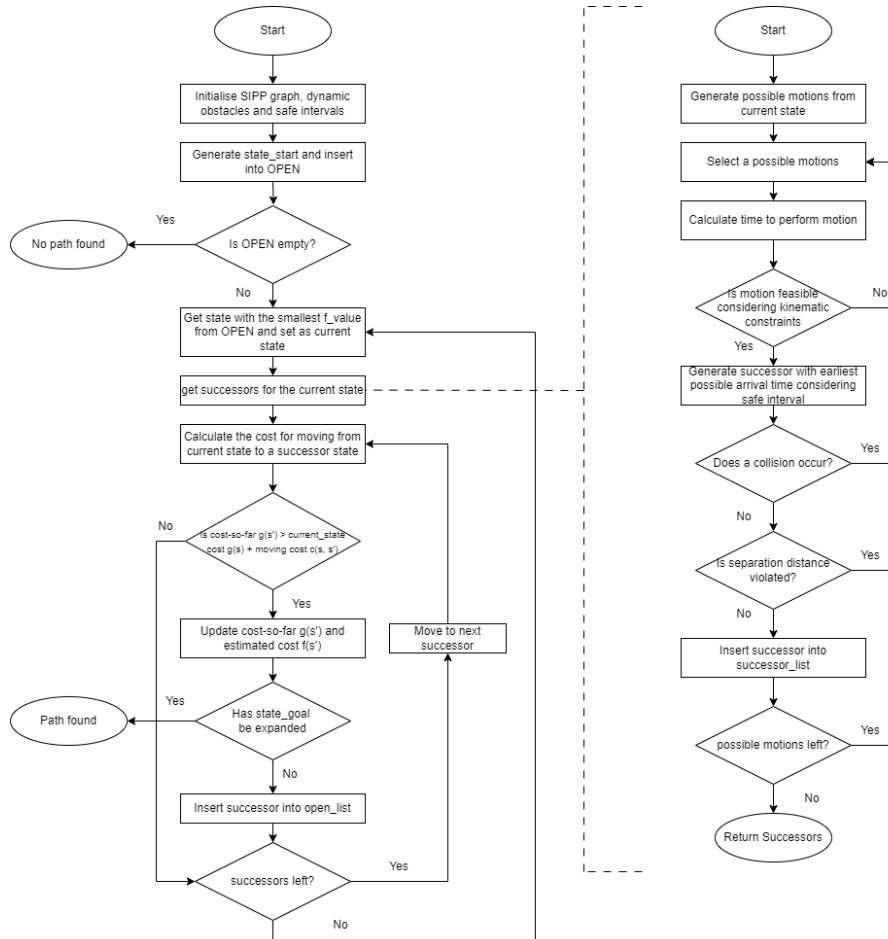 Start
Initialise SIPP graph, dynamic
obstacles and safe intervals
Generate state_start and insert
into OPEN
Yes
No path found
Is OPEN empty?
No
Get state with the smallest f_value
from OPEN and set as current
state
get successors for the current state
Calculate the cost for moving from
current state to a successor state
No
Is cost-so-far g(s') > current_state
cost g(s) + moving cost c(s, s')
Yes
Update cost-so-far g(s') and
estimated cost f(s')
Move to next
successor
Yes
Path found
Has state_goal
be expanded
No
Insert successor into open_list
successors left?
Yes
No
Start
Generate possible motions from
current state
Select a possible motions
Calculate time to perform motion
Is motion feasible
considering kinematic
constraints
No
Yes
Generate successor with earliest
possible arrival time considering
safe interval
Does a collision occur?
Yes
No
Is separation distance
violated?
Yes
No
Insert successor into
successor_list
possible motions left?
Yes
No
Return Successors